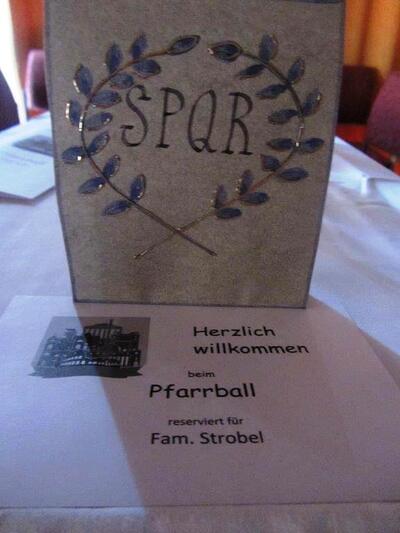 SPQR
Herzlich
willkommen
beim
Pfarrball
reserviert für
Fam. Strobel